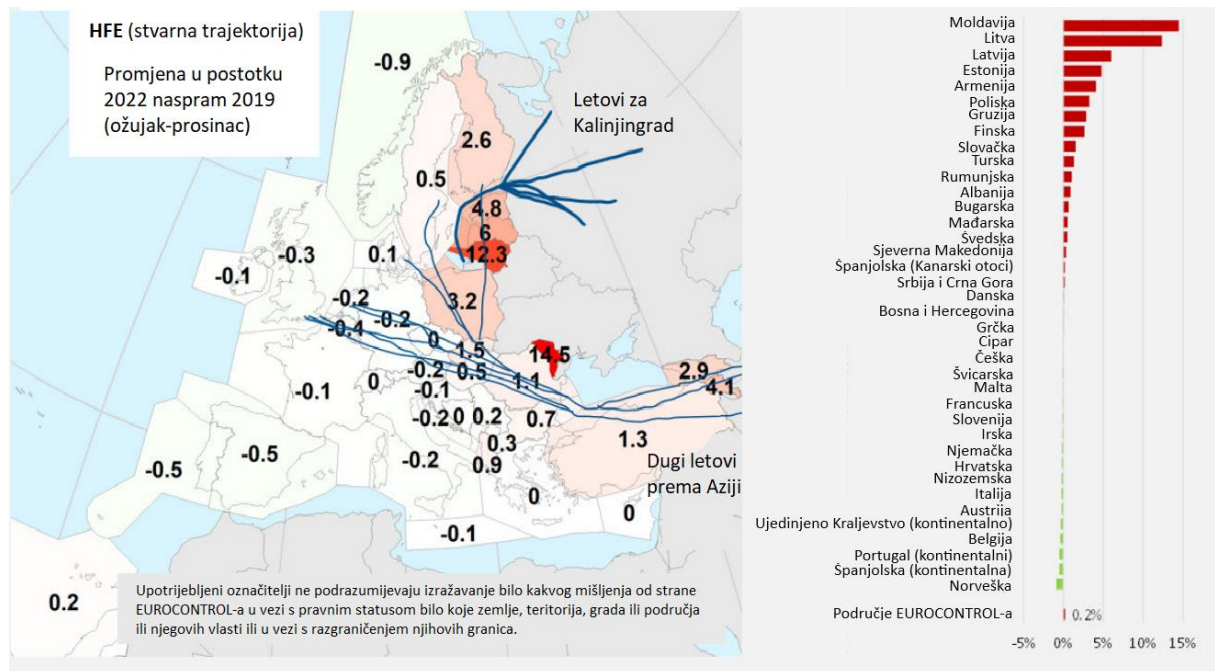 HFE (stvarna trajektorija)
Promjena u postotku
2022 naspram 2019
(ožujak-prosinac)
-0.9
Letovi za
Kalinjingrad
2.6
0.5
4.8
6
12.3
-0.3
0.1
-0.1
3.2
-0.2
-0.2
-0.4
0
1.5
14.5
-0.2
0.5
1.1
2.9
4.1
-0.1
0
-0.1
-0.2
0
0.2
0.7
1.3
0.3
-0.5
-0.5
-0.2
0.9
Dugi letovi
prema Aziji
0
0
-0.1
0.2
Upotrijebljeni označitelji ne podrazumijevaju izražavanje bilo kakvog mišljenja od strane
EUROCONTROL-a u vezi s pravnim statusom bilo koje zemlje, teritorija, grada ili područja
ili njegovih vlasti ili u vezi s razgraničenjem njihovih granica.
Moldavija
Litva
Latvija
Estonija
Armenija
Poljska
Gruzija
Finska
Slovačka
Turska
Rumunjska
Albanija
Bugarska
Mađarska
Švedska
Sjeverna Makedonija
Španjolska (Kanarski otoci)
Srbija i Crna Gora
Danska
Bosna i Hercegovina
Grčka
Cipar
Češka
Švicarska
Malta
Francuska
Slovenija
Irska
Njemačka
Hrvatska
Nizozemska
Italija
Austrija
Ujedinjeno Kraljevstvo (kontinentalno)
Belgija
Portugal (kontinentalni)
Španjolska (kontinentalna)
Norveška
Područje EUROCONTROL-a
0.2%
-5% 0% 5% 10% 15%